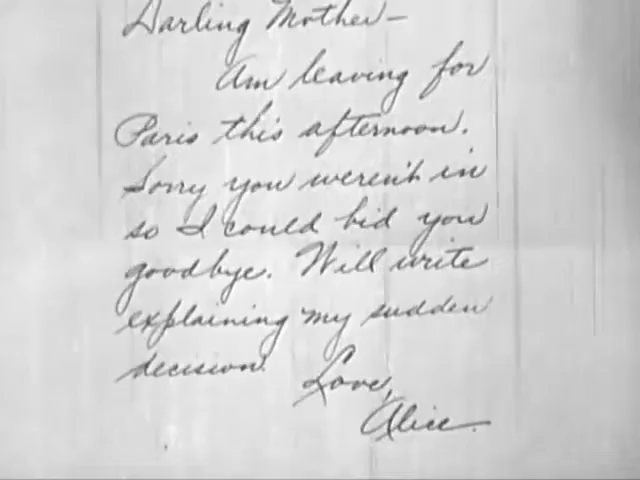 Darling Mother-
Am leaving for
Paris this afternoon.
Sorry you weren't in
so I could bid you
goodbye. Will write
explaining my sudden
decision.
Love,
Alice.